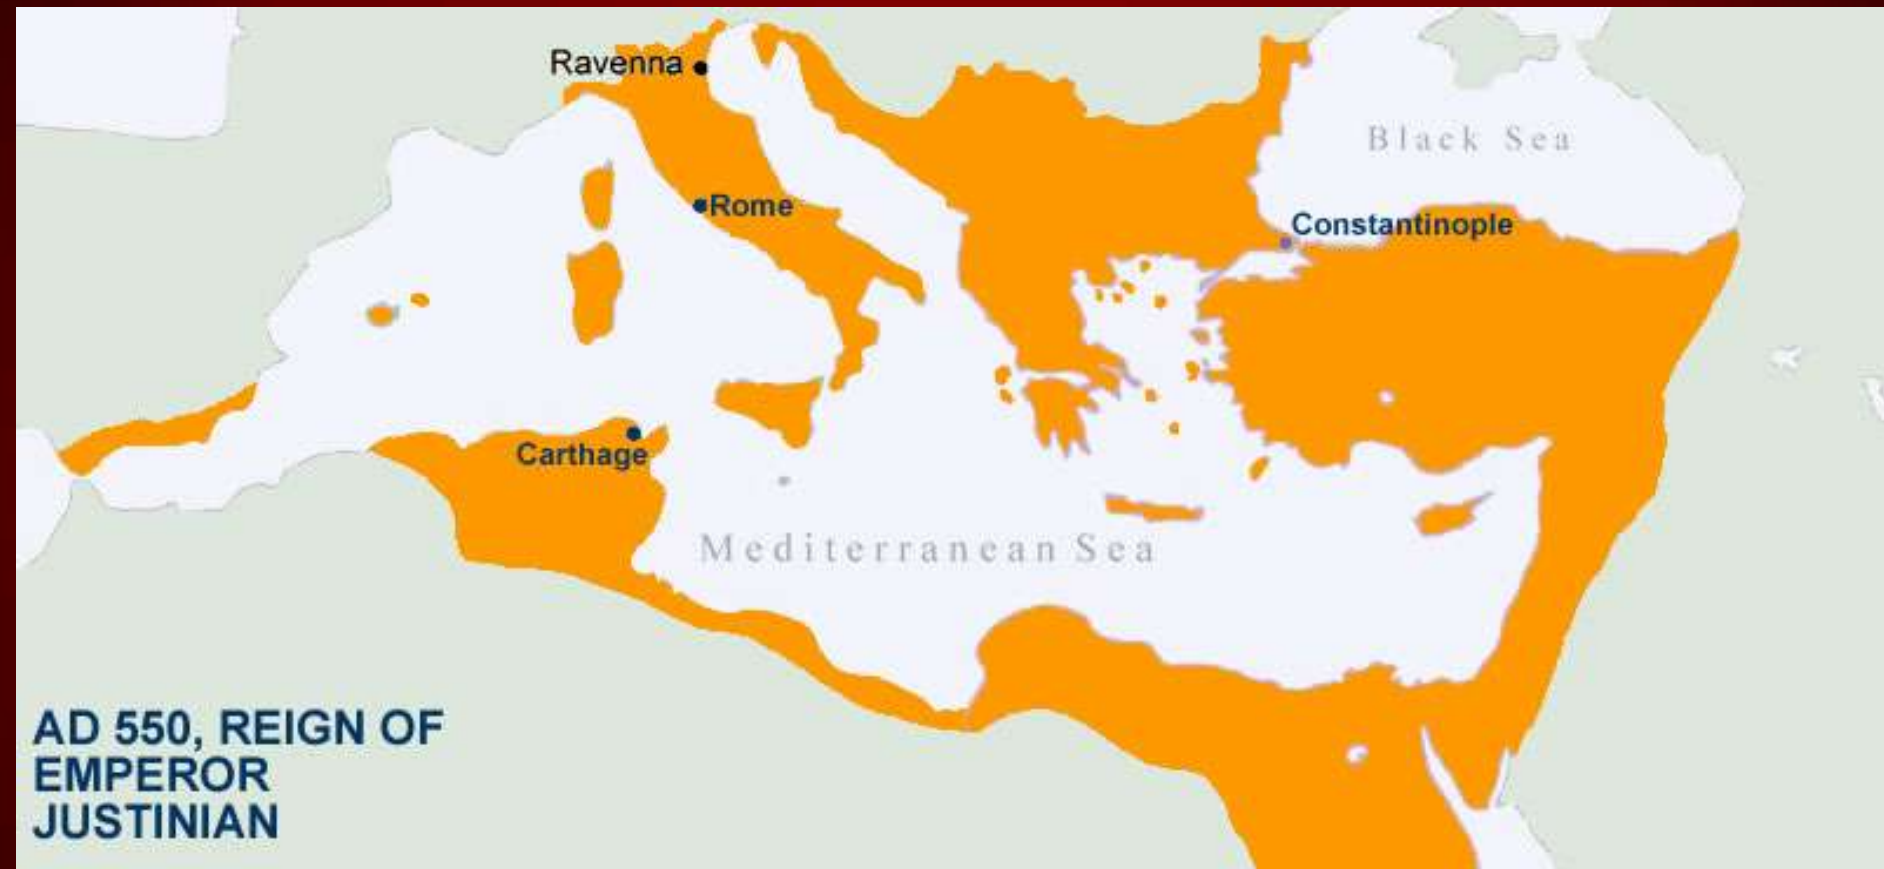 Ravenna
Black Sea
Rome
Constantinople
Carthage
Mediterranean Sea
AD 550, REIGN OF
EMPEROR
JUSTINIAN